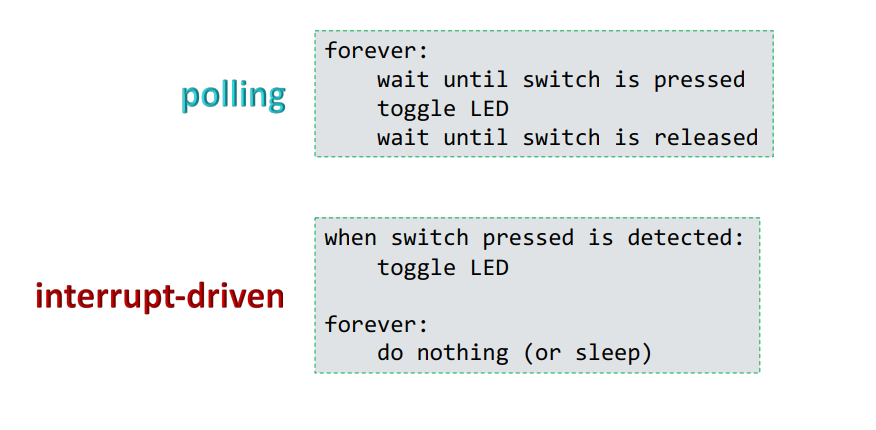 polling
forever:
    wait until switch is pressed
    toggle LED
    wait until switch is released
interrupt-driven
when switch pressed is detected:
    toggle LED
forever:
    do nothing (or sleep)